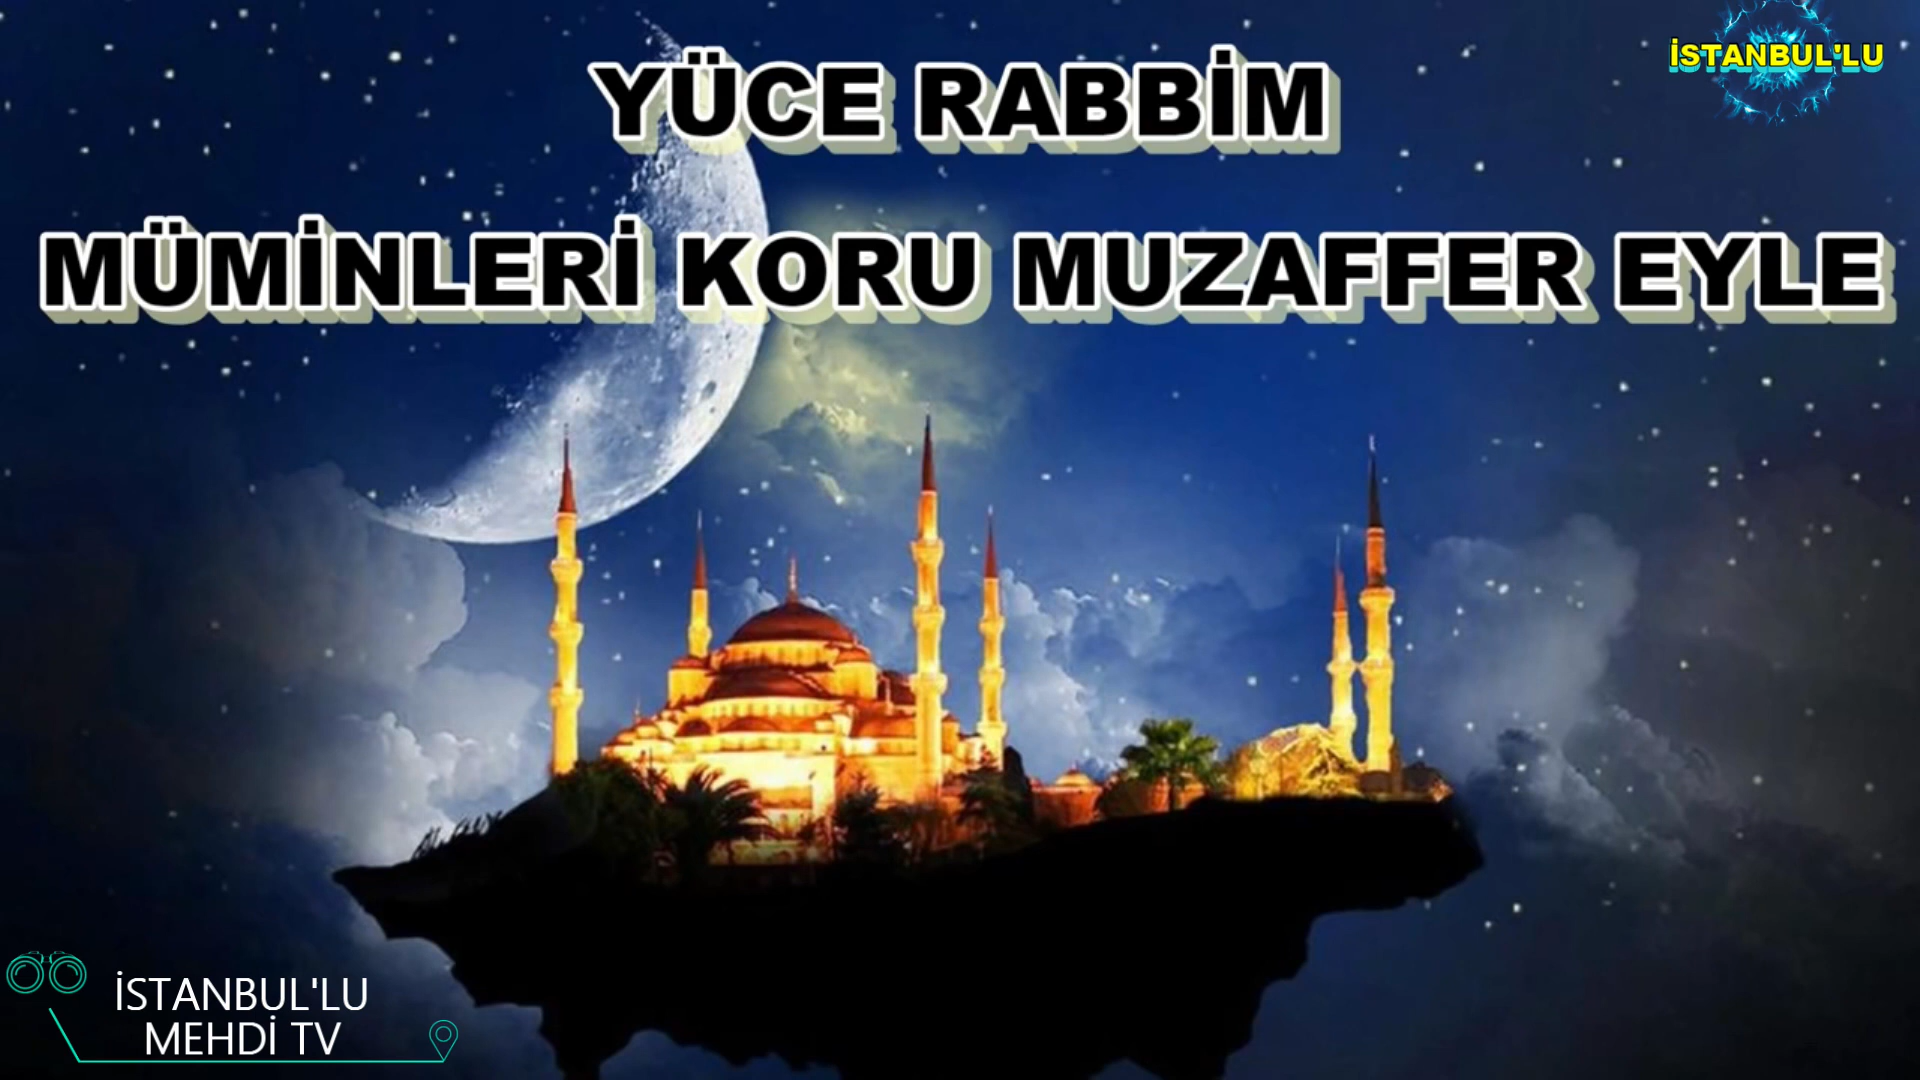 İSTANBUL'LU
YÜCE RABBİM
MÜMİNLERİ KORU MUZAFFER EYLE
İSTANBUL'LU
MEHDİ TV